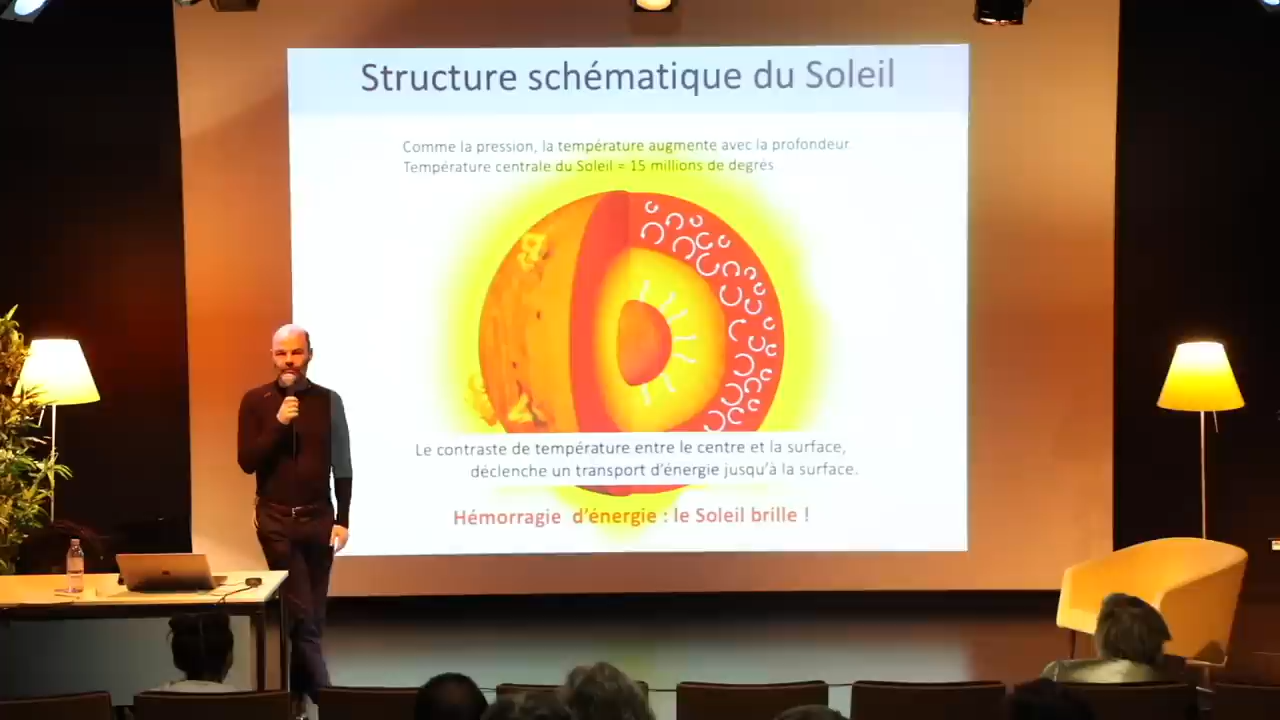 Structure schématique du Soleil
Comme la pression, la température augmente avec la profondeur
Température centrale du Soleil = 15 millions de degrés
Le contraste de température entre le centre et la surface,
déclenche un transport d'énergie jusqu'à la surface.
Hémorragie d'énergie : le Soleil brille !